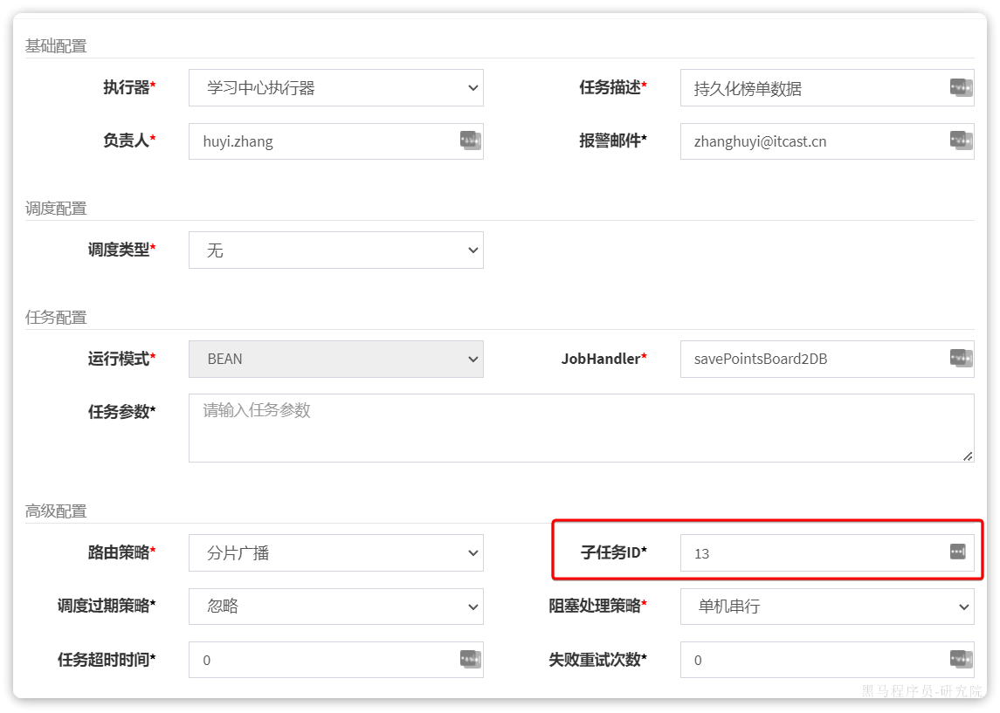 基础配置
执行器* 学习中心执行器 任务描述* 持久化榜单数据
负责人* huyi.zhang 报警邮件* zhanghuyi@itcast.cn
调度配置
调度类型* 无
任务配置
运行模式* BEAN JobHandler* savePointsBoard2DB
任务参数* 请输入任务参数
高级配置
路由策略* 分片广播 子任务ID* 13
调度过期策略* 忽略 阻塞处理策略* 单机串行
任务超时时间* 0 失败重试次数* 0
黑马程序员-研究院